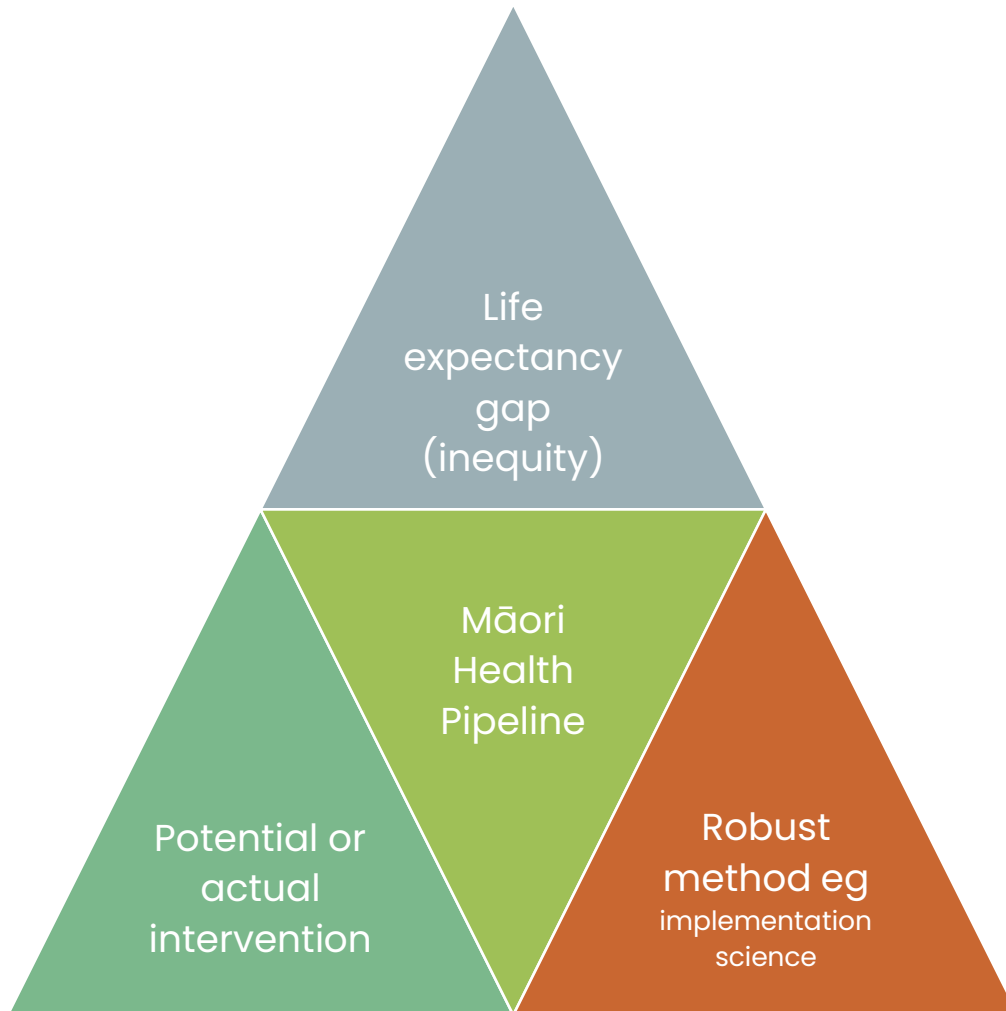 Life
expectancy
gap
(inequity)
Māori
Health
Pipeline
Potential or
actual
intervention
Robust
method eg
implementation
science